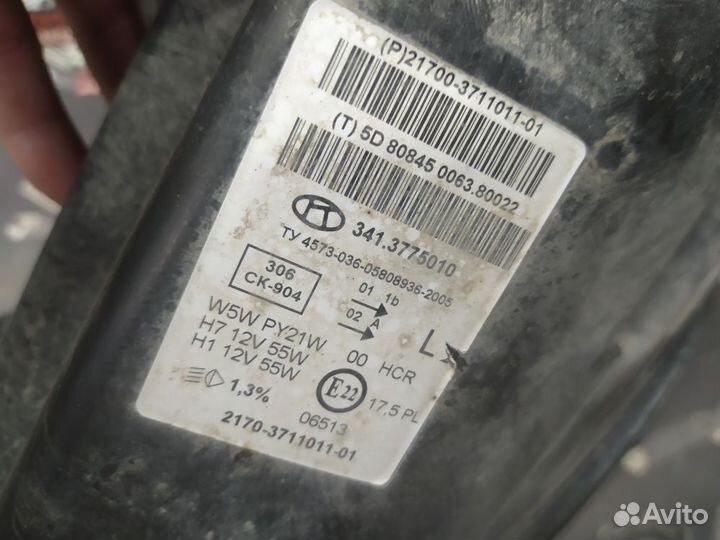 (P)21700-3711011-01
(T) 5D 80845 0063.80022
341.3775010
ТУ 4573-036-05808936-2005
306
СК-904
01 1b
02 A
L
W5W PY21W
H7 12V 55W
H1 12V 55W
00 HCR
1,3%
E22
17,5 PL
06513
2170-3711011-01
Avito